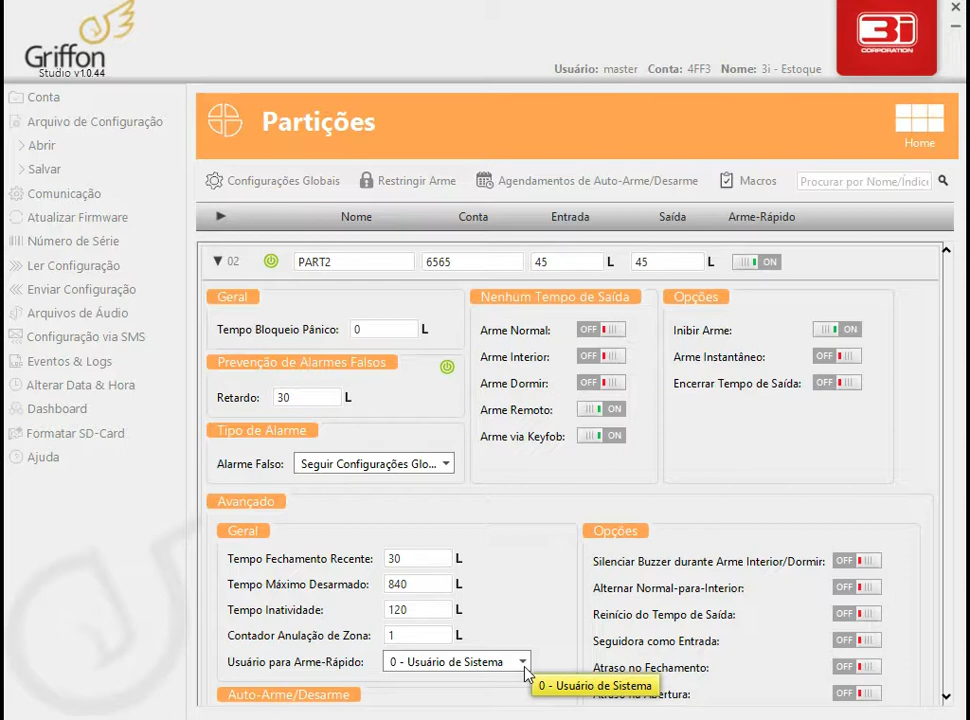 Griffon
Studio v1.0.44
3i
CORPORATION
Usuário: master Conta: 4FF3 Nome: 3i - Estoque
Conta
Arquivo de Configuração
Abrir
Salvar
Comunicação
Atualizar Firmware
Número de Série
Ler Configuração
Enviar Configuração
Arquivos de Áudio
Configuração via SMS
Eventos & Logs
Alterar Data & Hora
Dashboard
Formatar SD-Card
Ajuda
Partições
Home
Configurações Globais Restringir Arme Agendamentos de Auto-Arme/Desarme Macros Procurar por Nome/Índice
Nome Conta Entrada Saída Arme-Rápido
02 PART2 6565 45 L 45 L ON
Geral
Tempo Bloqueio Pânico: 0 L
Prevenção de Alarmes Falsos
Retardo: 30 L
Tipo de Alarme
Alarme Falso: Seguir Configurações Glo...
Nenhum Tempo de Saída
Arme Normal: OFF
Arme Interior: OFF
Arme Dormir: OFF
Arme Remoto: ON
Arme via Keyfob: ON
Opções
Inibir Arme: ON
Arme Instantâneo: OFF
Encerrar Tempo de Saída: OFF
Avançado
Geral
Tempo Fechamento Recente: 30 L
Tempo Máximo Desarmado: 840 L
Tempo Inatividade: 120 L
Contador Anulação de Zona: 1 L
Usuário para Arme-Rápido: 0 - Usuário de Sistema
0 - Usuário de Sistema
Auto-Arme/Desarme
Opções
Silenciar Buzzer durante Arme Interior/Dormir: OFF
Alternar Normal-para-Interior: OFF
Reinício do Tempo de Saída: OFF
Seguidora como Entrada: OFF
Atraso no Fechamento: OFF
Abertura: OFF